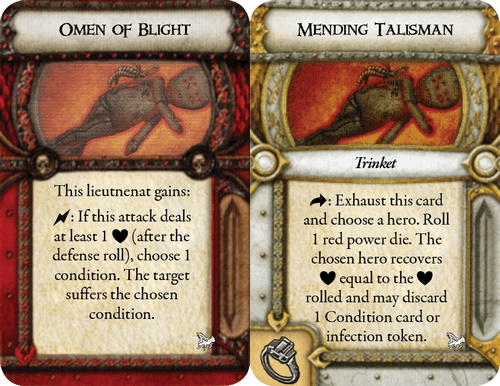 OMEN OF BLIGHT
This lieutnenat gains:
: If this attack deals
at least 1 ♥ (after the
defense roll), choose 1
condition. The target
suffers the chosen
condition.
MENDING TALISMAN
Trinket
: Exhaust this card
and choose a hero. Roll
1 red power die. The
chosen hero recovers
♥ equal to the ♥
rolled and may discard
1 Condition card or
infection token.